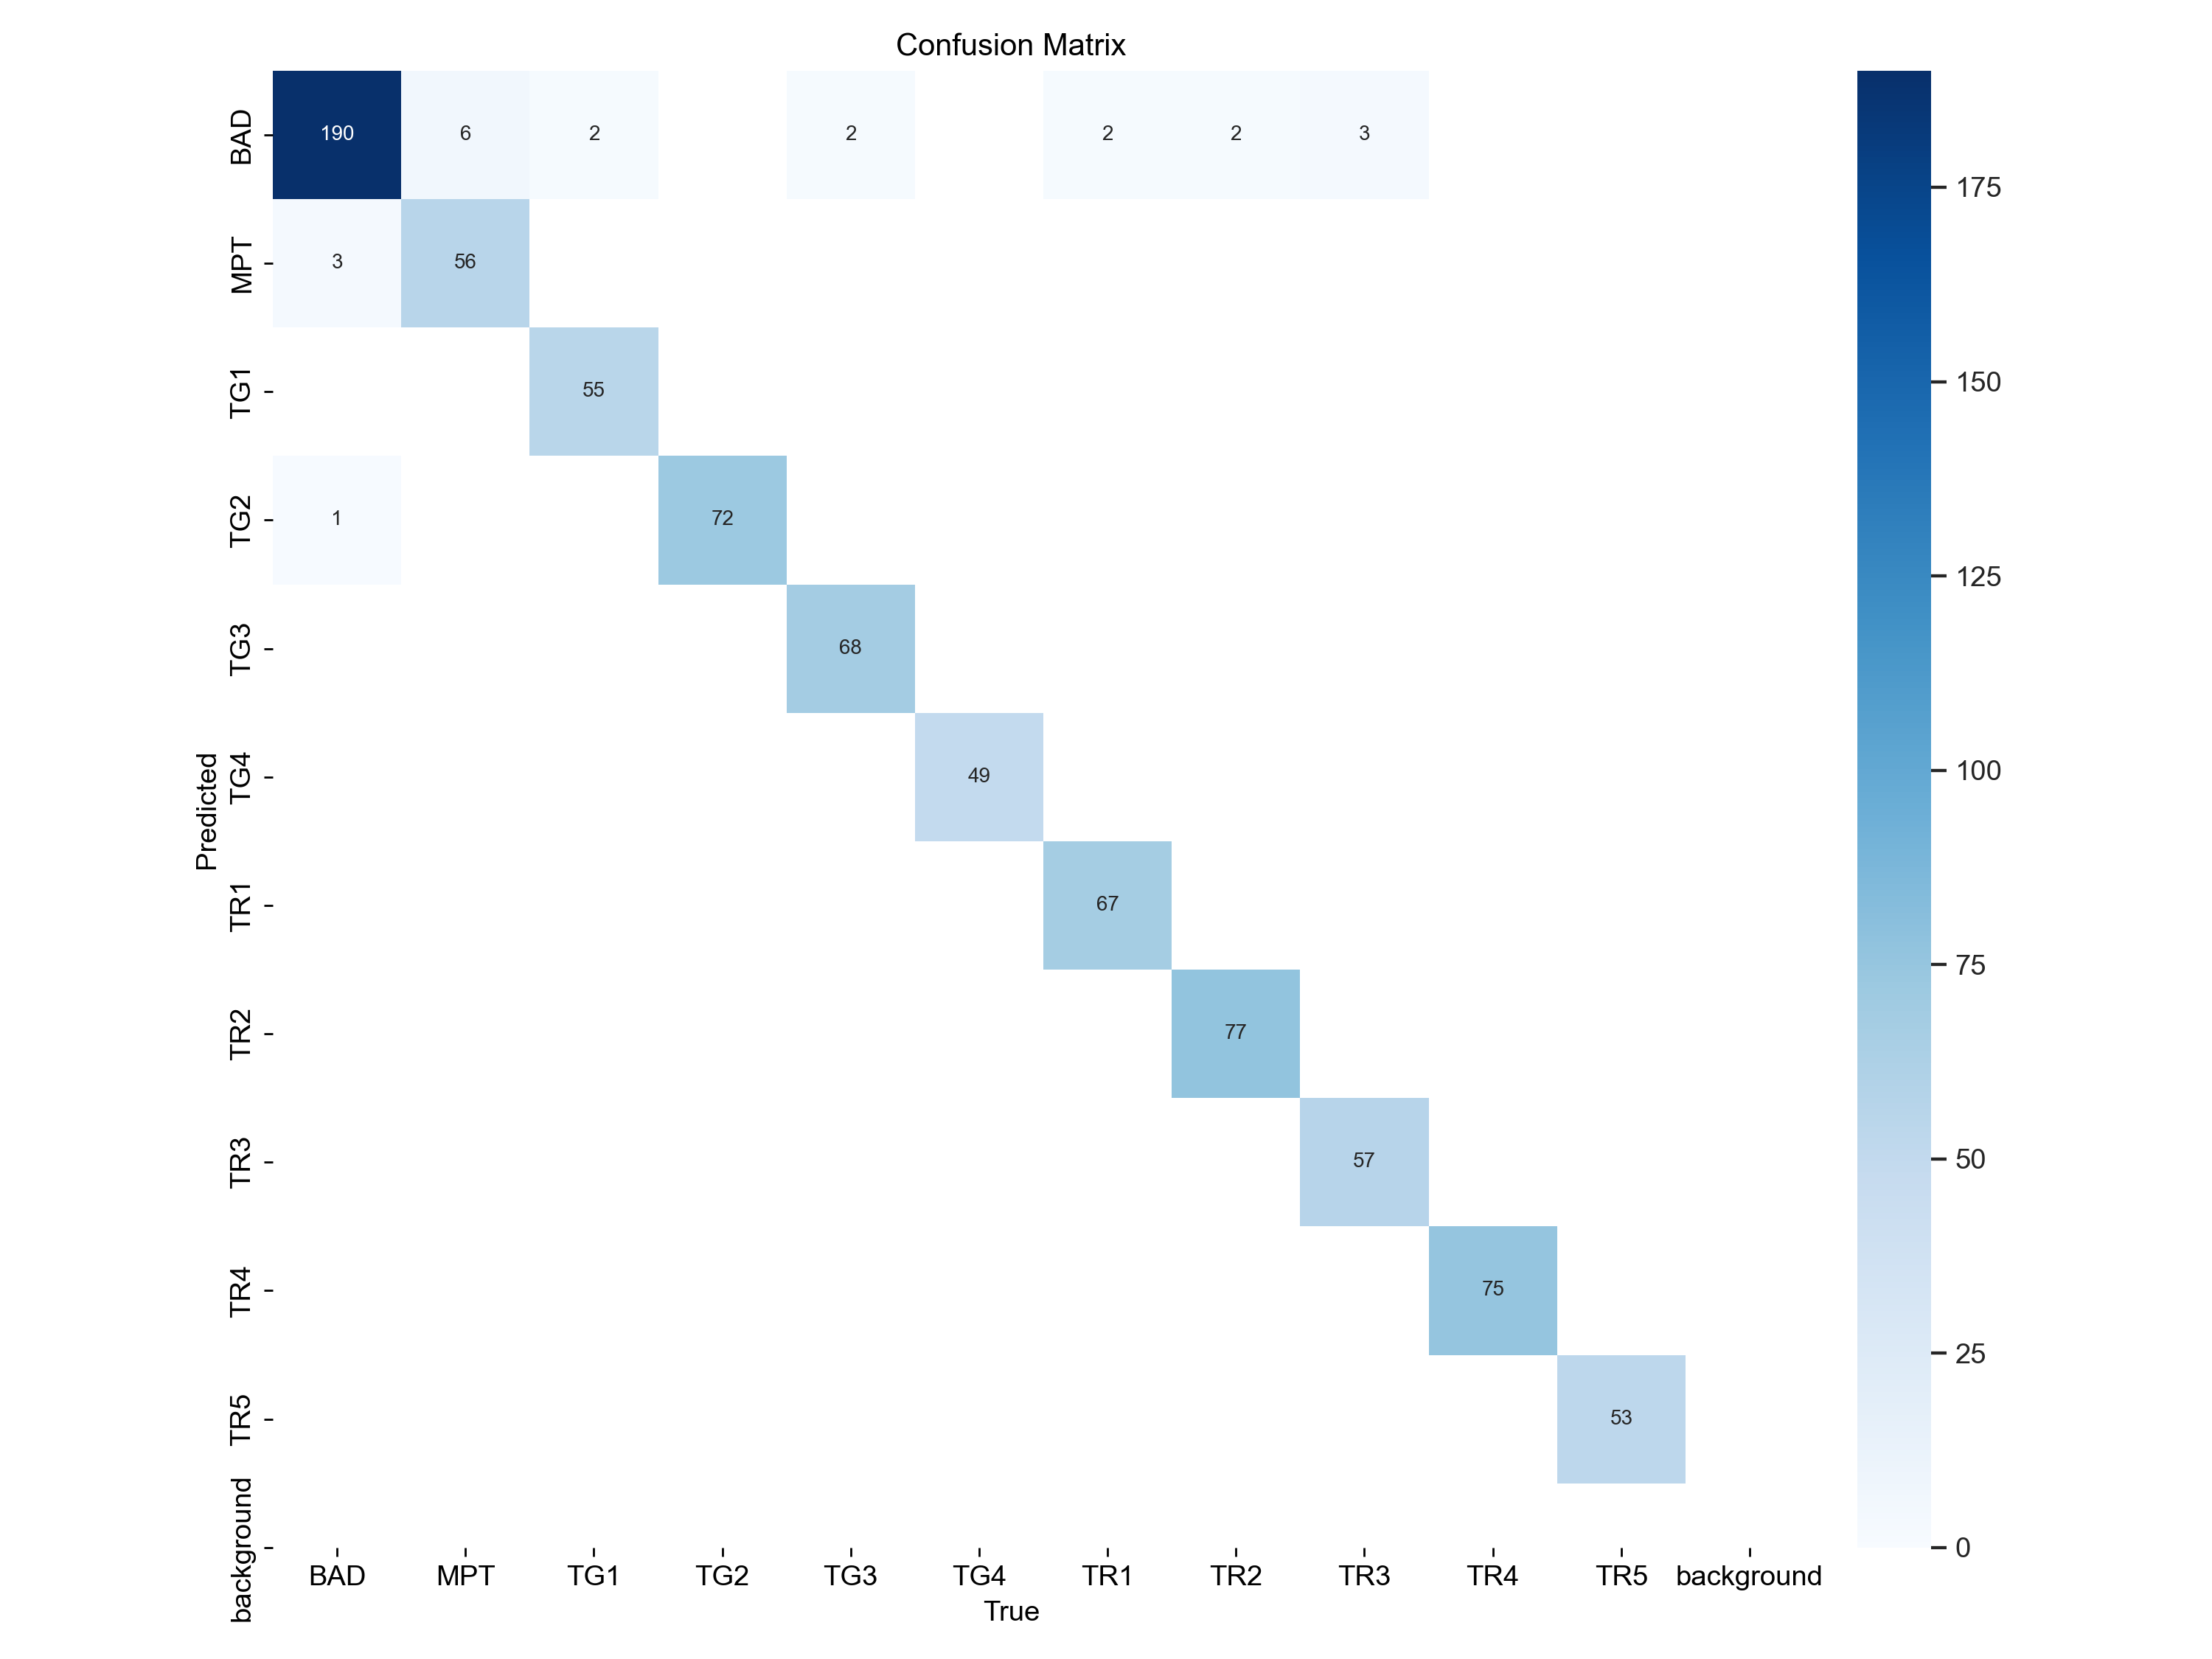 Confusion Matrix
BAD 190 6 2 2 2 2 3
MPT 3 56
TG1 55
TG2 1 72
TG3 68
TG4 49
TR1 67
TR2 77
TR3 57
TR4 75
TR5 53
background
Predicted
BAD MPT TG1 TG2 TG3 TG4 TR1 TR2 TR3 TR4 TR5 background
True
175
150
125
100
75
50
25
0